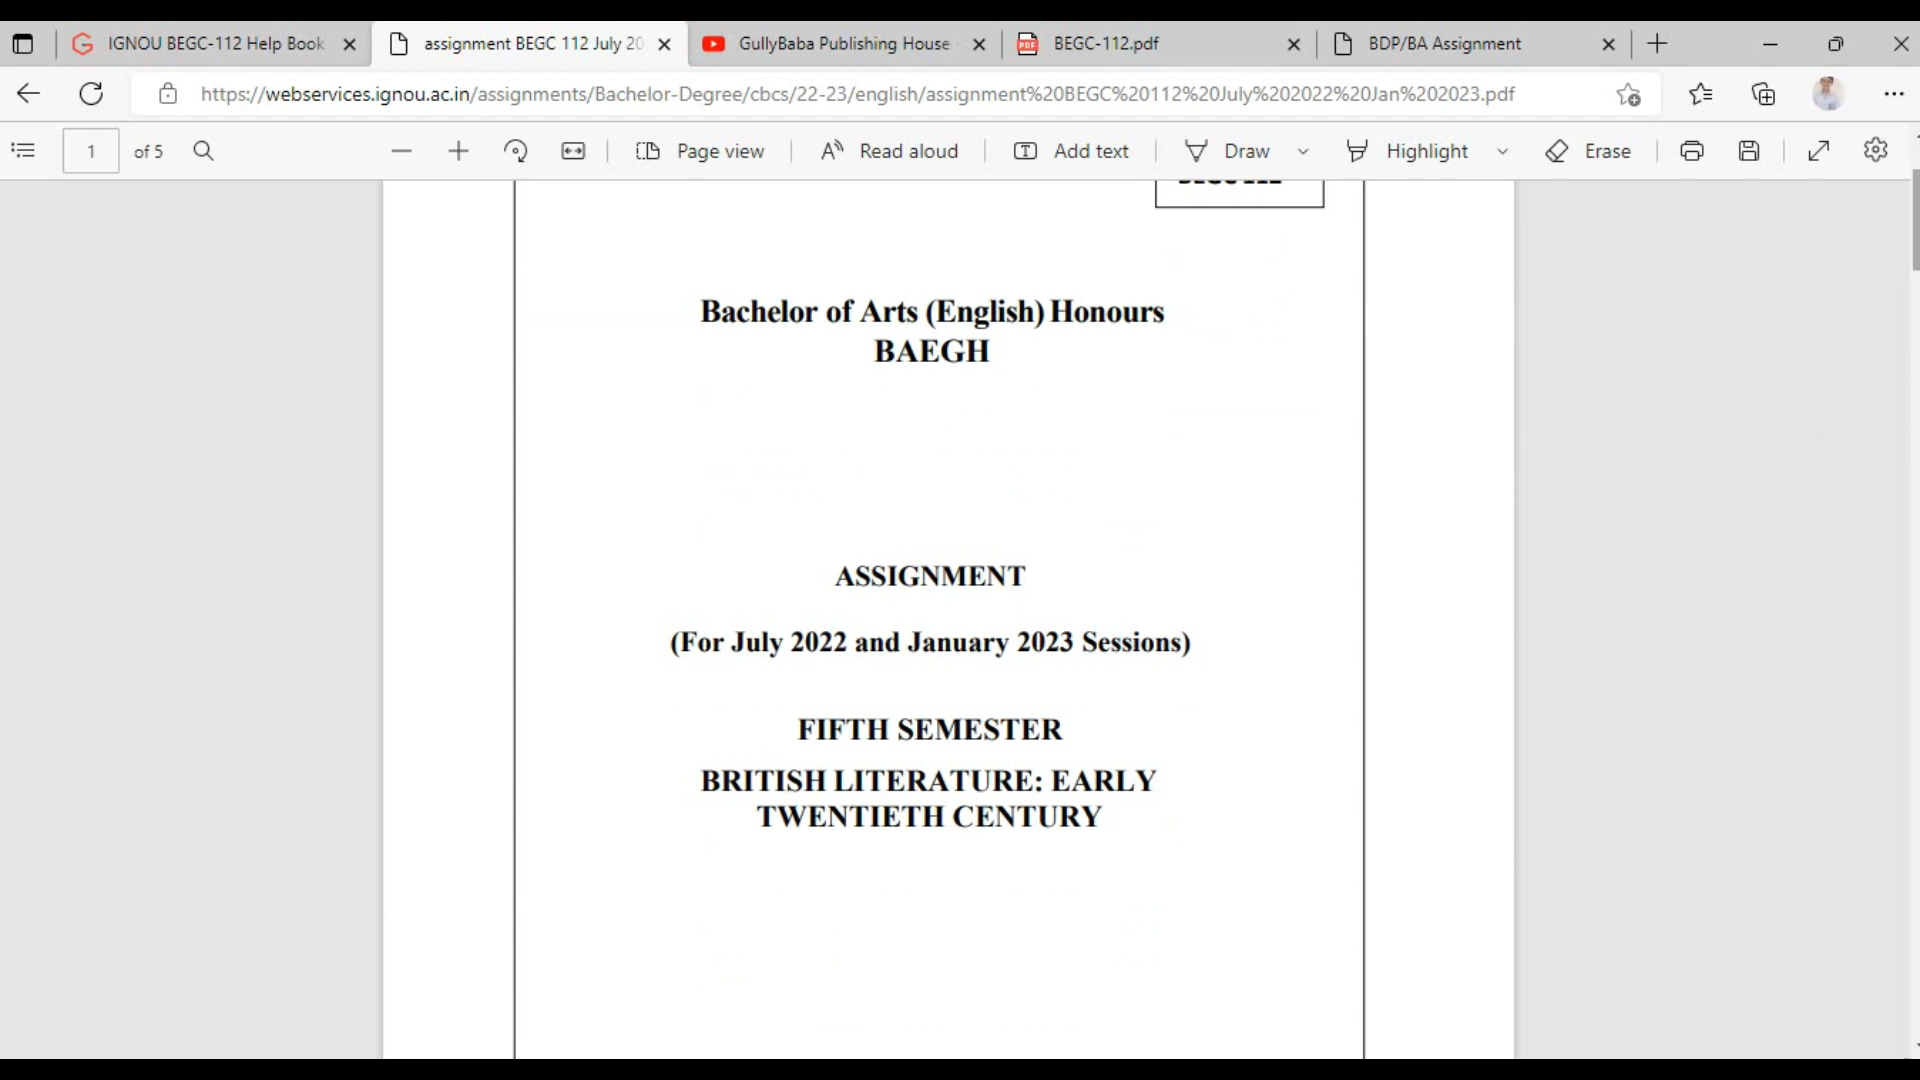 IGNOU BEGC-112 Help Book
assignment BEGC 112 July 20
GullyBaba Publishing House
BEGC-112.pdf
BDP/BA Assignment
https://webservices.ignou.ac.in/assignments/Bachelor-Degree/cbcs/22-23/english/assignment%20BEGC%20112%20July%202022%20Jan%202023.pdf
1 of 5 Page view Read aloud Add text Draw Highlight Erase
Bachelor of Arts (English) Honours
BAEGH
ASSIGNMENT
(For July 2022 and January 2023 Sessions)
FIFTH SEMESTER
BRITISH LITERATURE: EARLY
TWENTIETH CENTURY